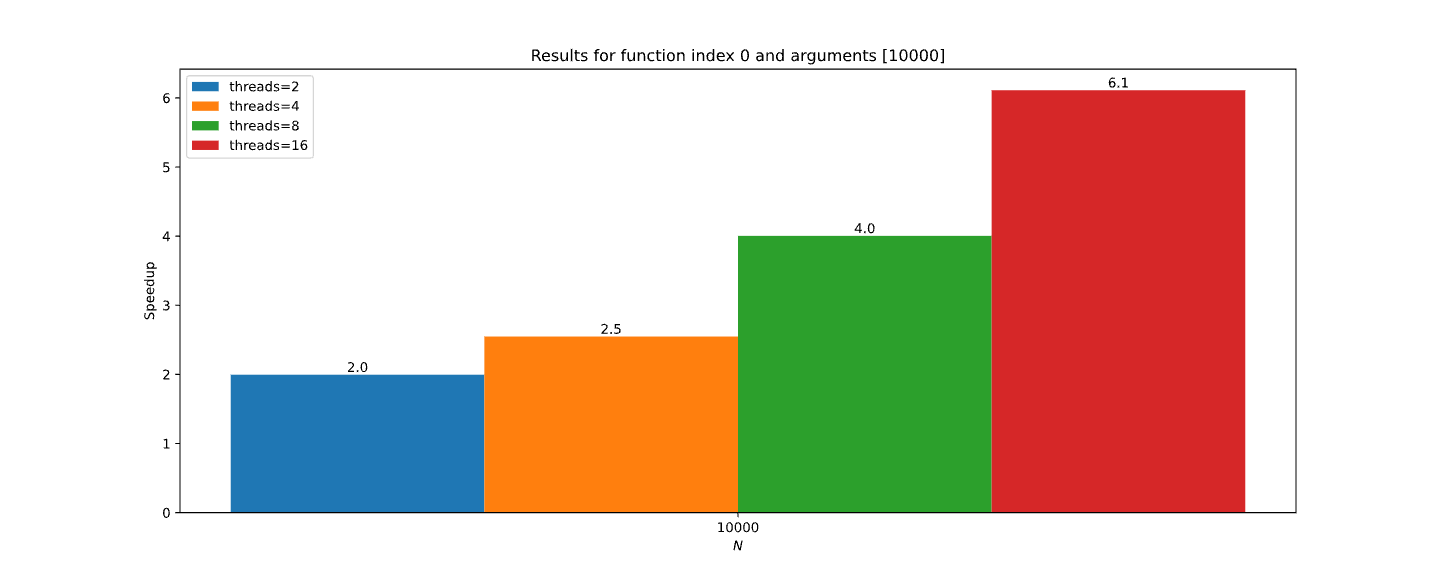 Results for function index 0 and arguments [10000]
threads=2
threads=4
threads=8
threads=16
6.1
4.0
2.5
2.0
6
5
4
3
2
1
0
Speedup
10000
N